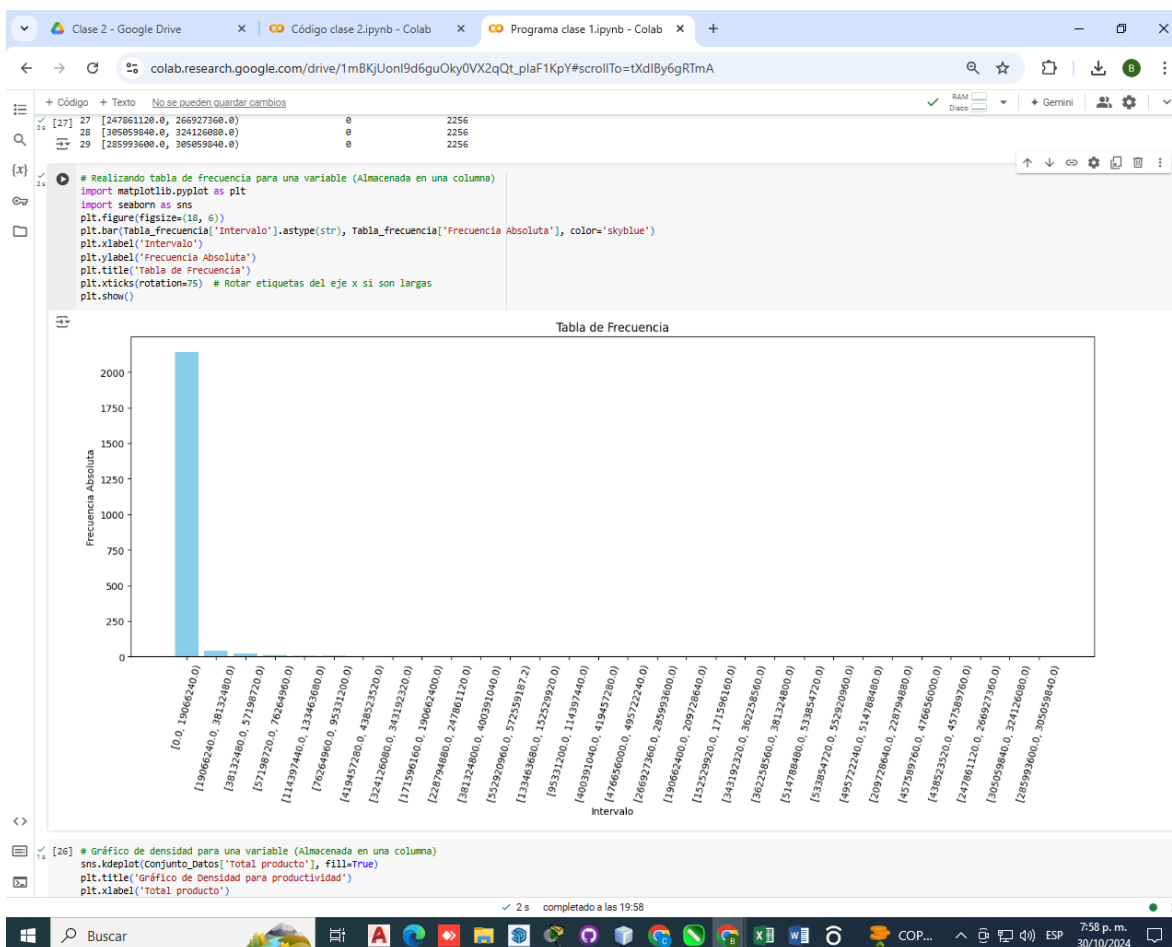 Clase 2 - Google Drive
Código clase 2.ipynb - Colab
Programa clase 1.ipynb - Colab
colab.research.google.com/drive/1mBKjUonI9d6guOky0VX2qQt_plaF1KpY#scrollTo=tXdIBy6gRTmA
B
+ Código + Texto No se pueden guardar cambios
RAM
Disco
Gemini
0 s [27] 27 [247861120.0, 266927360.0) 0 2256
28 [305059840.0, 324126080.0) 0 2256
29 [285993600.0, 305059840.0) 0 2256
{x}
2 s
# Realizando tabla de frecuencia para una variable (Almacenada en una columna)
import matplotlib.pyplot as plt
import seaborn as sns
plt.figure(figsize=(18, 6))
plt.bar(Tabla_frecuencia['Intervalo'].astype(str), Tabla_frecuencia['Frecuencia Absoluta'], color='skyblue')
plt.xlabel('Intervalo')
plt.ylabel('Frecuencia Absoluta')
plt.title('Tabla de Frecuencia')
plt.xticks(rotation=75)  # Rotar etiquetas del eje x si son largas
plt.show()
Tabla de Frecuencia
Frecuencia Absoluta
2000
1750
1500
1250
1000
750
500
250
0
[0.0, 19066240.0)
[19066240.0, 38132480.0)
[38132480.0, 57198720.0)
[57198720.0, 76264960.0)
[114397440.0, 133463680.0)
[76264960.0, 95331200.0)
[419457280.0, 438523520.0)
[324126080.0, 343192320.0)
[171596160.0, 190662400.0)
[228794880.0, 247861120.0)
[381324800.0, 400391040.0)
[552920960.0, 572559187.2)
[133463680.0, 152529920.0)
[95331200.0, 114397440.0)
[400391040.0, 419457280.0)
[476656000.0, 495722240.0)
[266927360.0, 285993600.0)
[190662400.0, 209728640.0)
[152529920.0, 171596160.0)
[343192320.0, 362258560.0)
[362258560.0, 381324800.0)
[514788480.0, 533854720.0)
[533854720.0, 552920960.0)
[495722240.0, 514788480.0)
[209728640.0, 228794880.0)
[457589760.0, 476656000.0)
[438523520.0, 457589760.0)
[247861120.0, 266927360.0)
[305059840.0, 324126080.0)
[285993600.0, 305059840.0)
Intervalo
1 s [26] # Gráfico de densidad para una variable (Almacenada en una columna)
sns.kdeplot(Conjunto_Datos['Total producto'], fill=True)
plt.title('Gráfico de Densidad para productividad')
plt.xlabel('Total producto')
2 s completado a las 19:58
Buscar
COP...
ESP
7:58 p. m.
30/10/2024